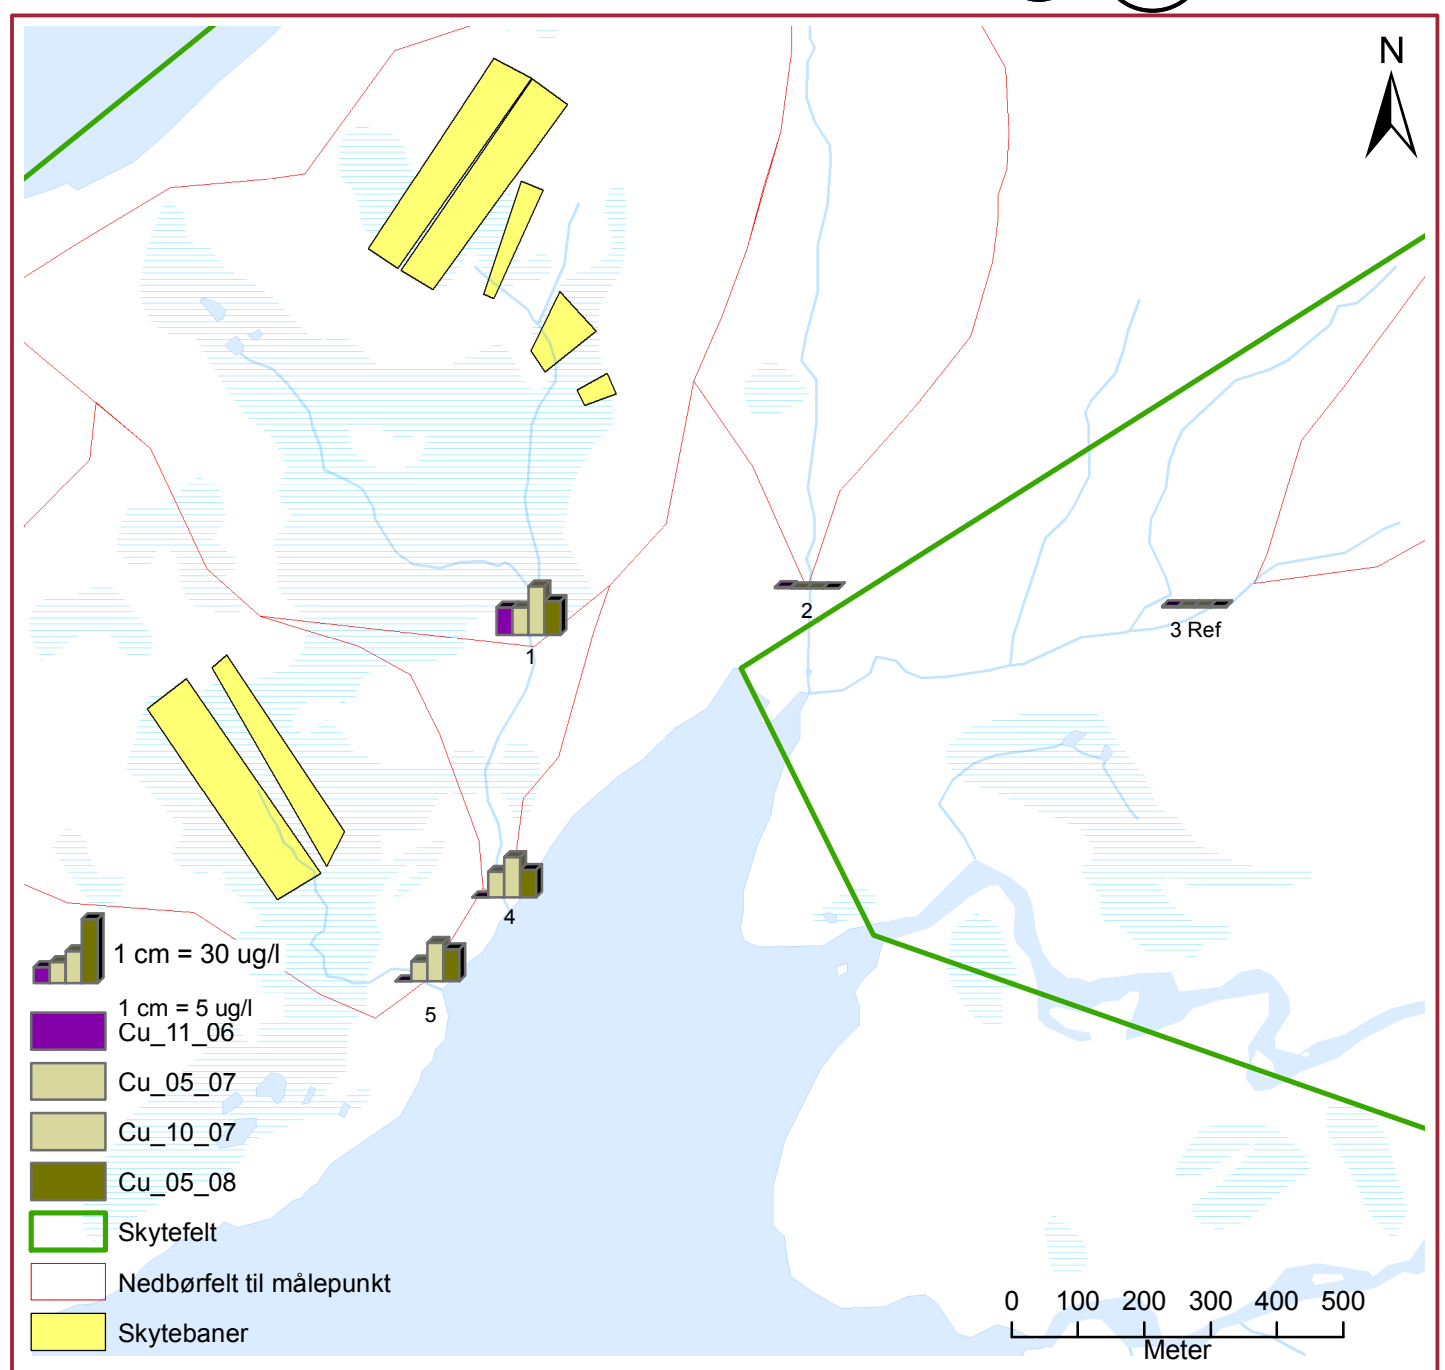 N
1
2
3 Ref
4
5
1 cm = 30 ug/l
1 cm = 5 ug/l
Cu_11_06
Cu_05_07
Cu_10_07
Cu_05_08
Skytefelt
Nedbørfelt til målepunkt
Skytebaner
0 100 200 300 400 500
Meter